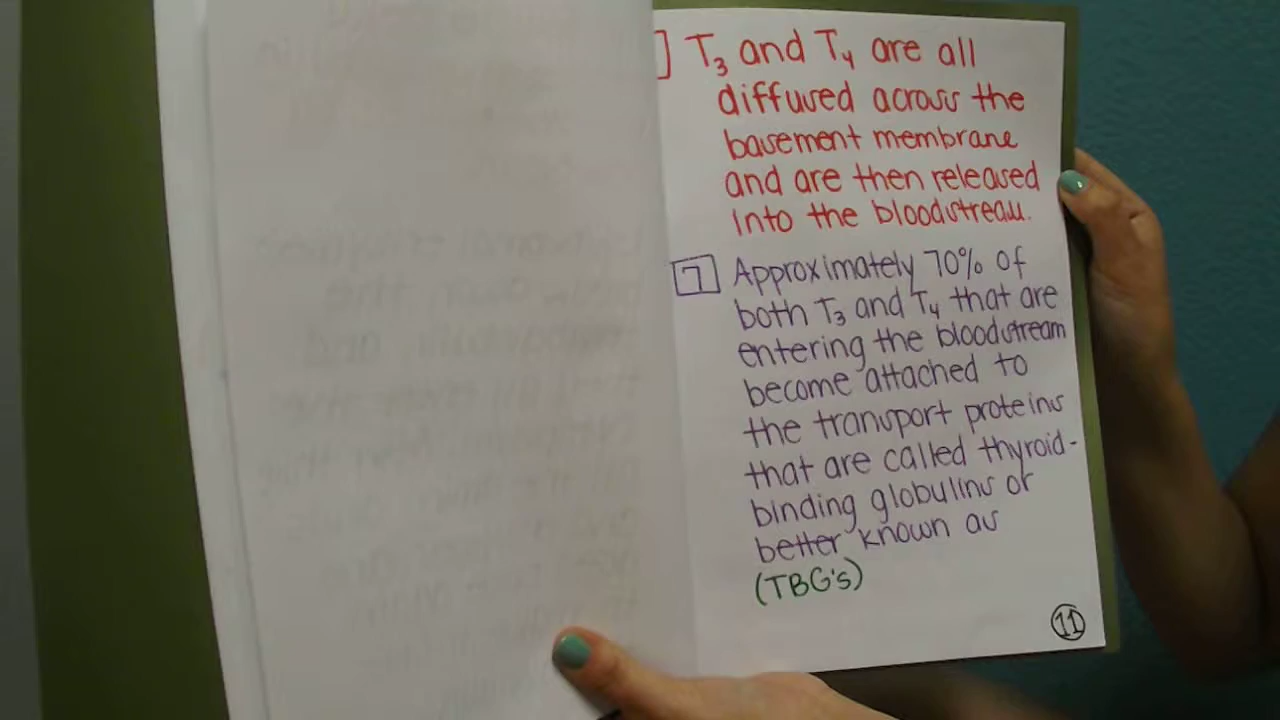 ] T3 and T4 are all
diffused across the
basement membrane
and are then released
into the bloodstream.
7 Approximately 70% of
both T3 and T4 that are
entering the bloodstream
become attached to
the transport proteins
that are called thyroid-
binding globulins or
better known as
(TBG's)
11